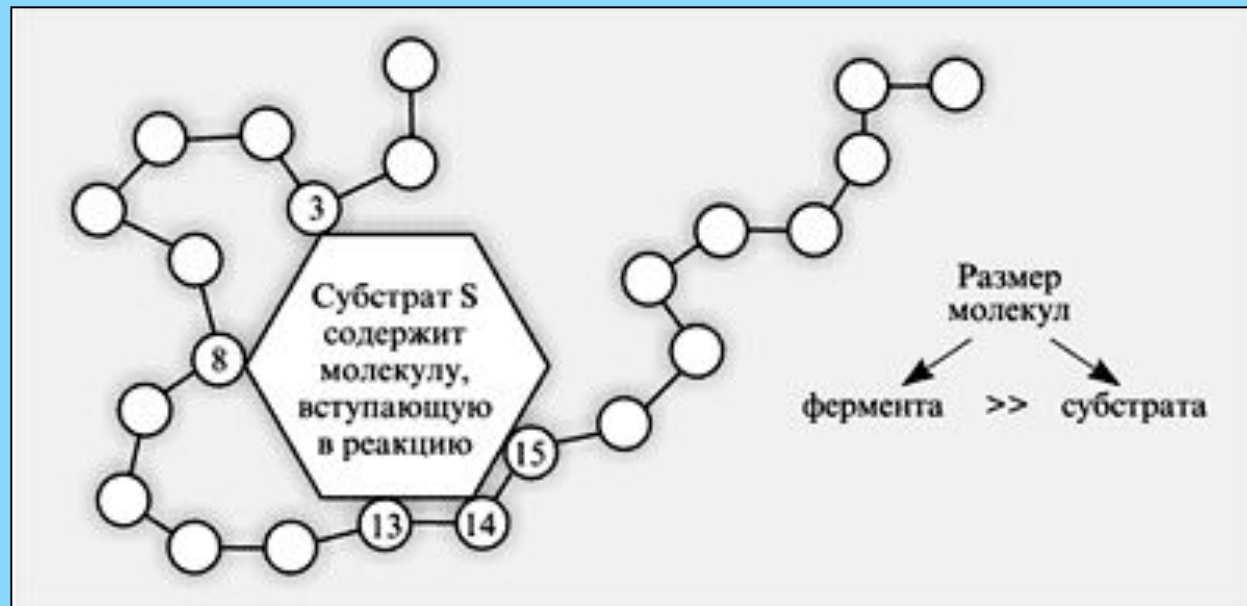 3
Субстрат S
содержит
молекулу,
вступающую
в реакцию
8
15
13
14
Размер
молекул
фермента >> субстрата